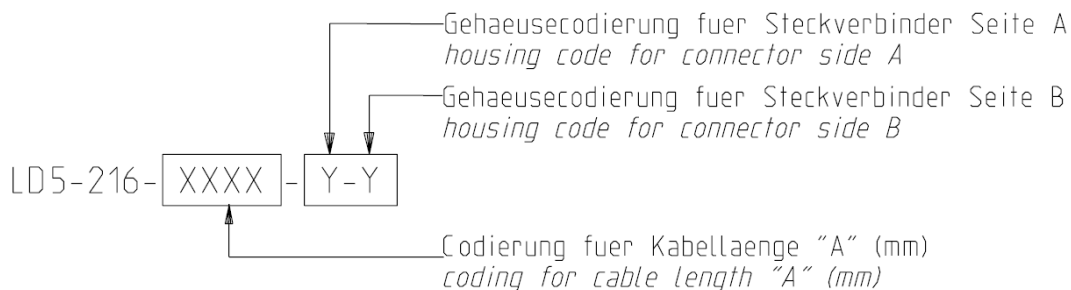 Gehaeusecodierung fuer Steckverbinder Seite A
housing code for connector side A
Gehaeusecodierung fuer Steckverbinder Seite B
housing code for connector side B
LD5-216-XXXX-Y-Y
Codierung fuer Kabellaenge "A" (mm)
coding for cable length "A" (mm)